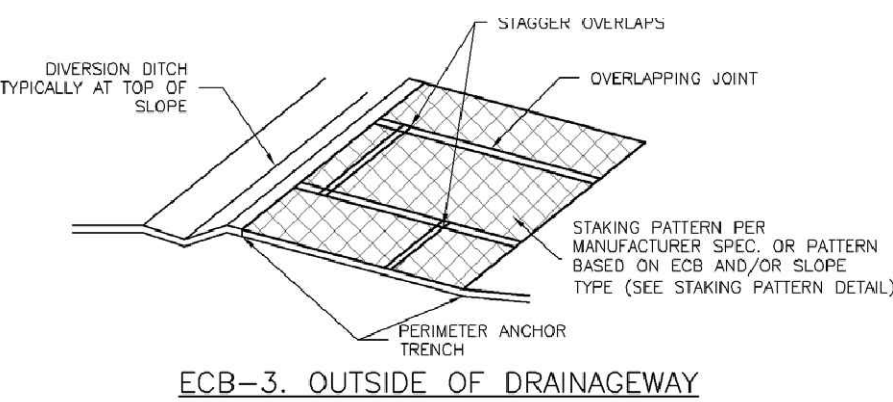 STAGGER OVERLAPS
DIVERSION DITCH
TYPICALLY AT TOP OF
SLOPE
OVERLAPPING JOINT
STAKING PATTERN PER
MANUFACTURER SPEC. OR PATTERN
BASED ON ECB AND/OR SLOPE
TYPE (SEE STAKING PATTERN DETAIL)
PERIMETER ANCHOR
TRENCH
ECB-3. OUTSIDE OF DRAINAGEWAY